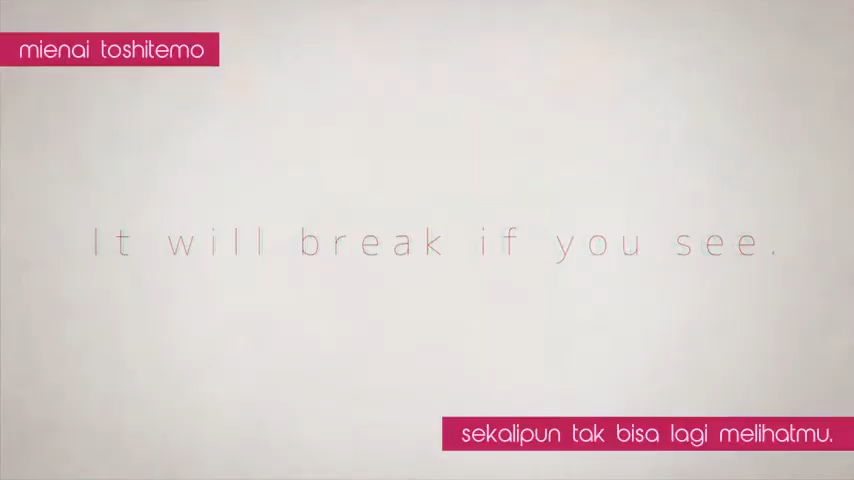 mienai toshitemo
It will break if you see.
sekalipun tak bisa lagi melihatmu.